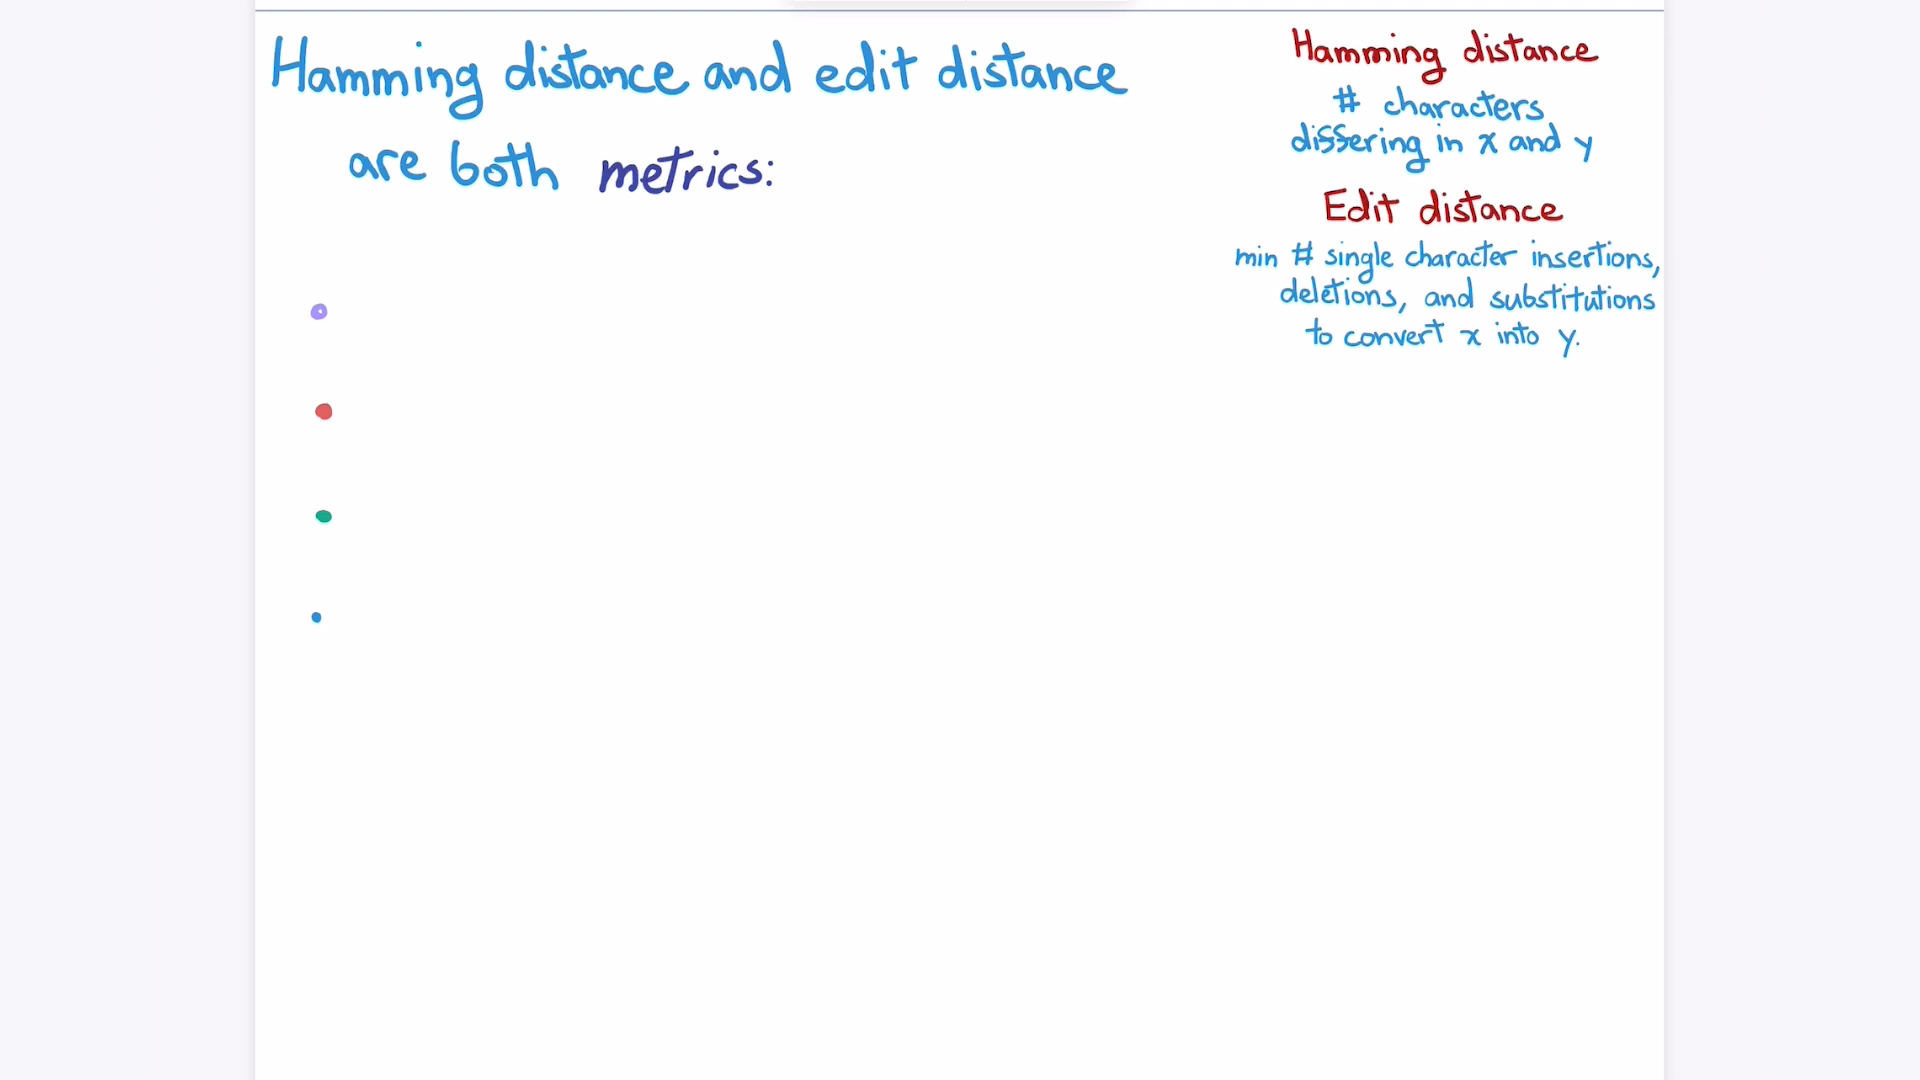 Hamming distance and edit distance
are both metrics:
Hamming distance
# characters
differing in x and y
Edit distance
min # single character insertions,
deletions, and substitutions
to convert x into y.